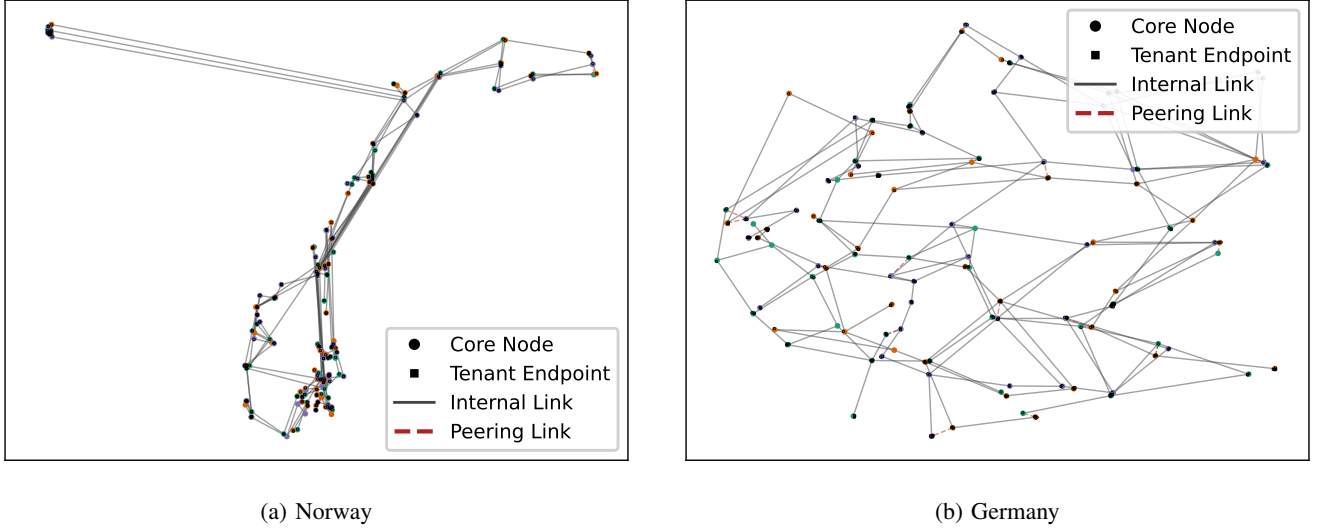 Core Node
Tenant Endpoint
Internal Link
Peering Link
Core Node
Tenant Endpoint
Internal Link
Peering Link
(a) Norway
(b) Germany